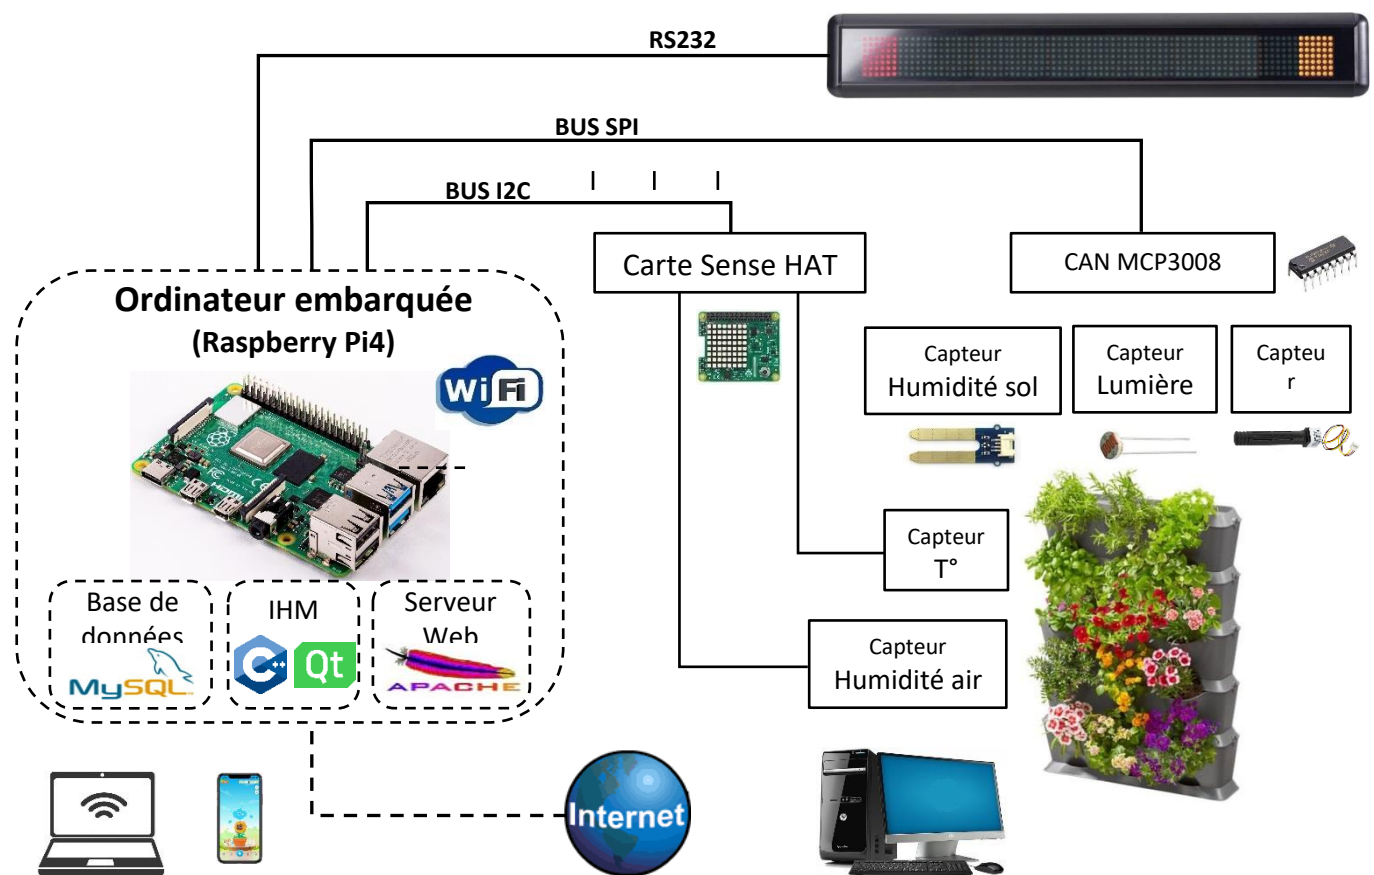 RS232
BUS SPI
BUS I2C
Carte Sense HAT
CAN MCP3008
Ordinateur embarquée
(Raspberry Pi4)
WiFi
Capteur
Humidité sol
Capteur
Lumière
Capteu
r
HDMI
Capteur
T°
Base de
données
MySQL
IHM
C++
Qt
Serveur
Web
APACHE
Capteur
Humidité air
Internet